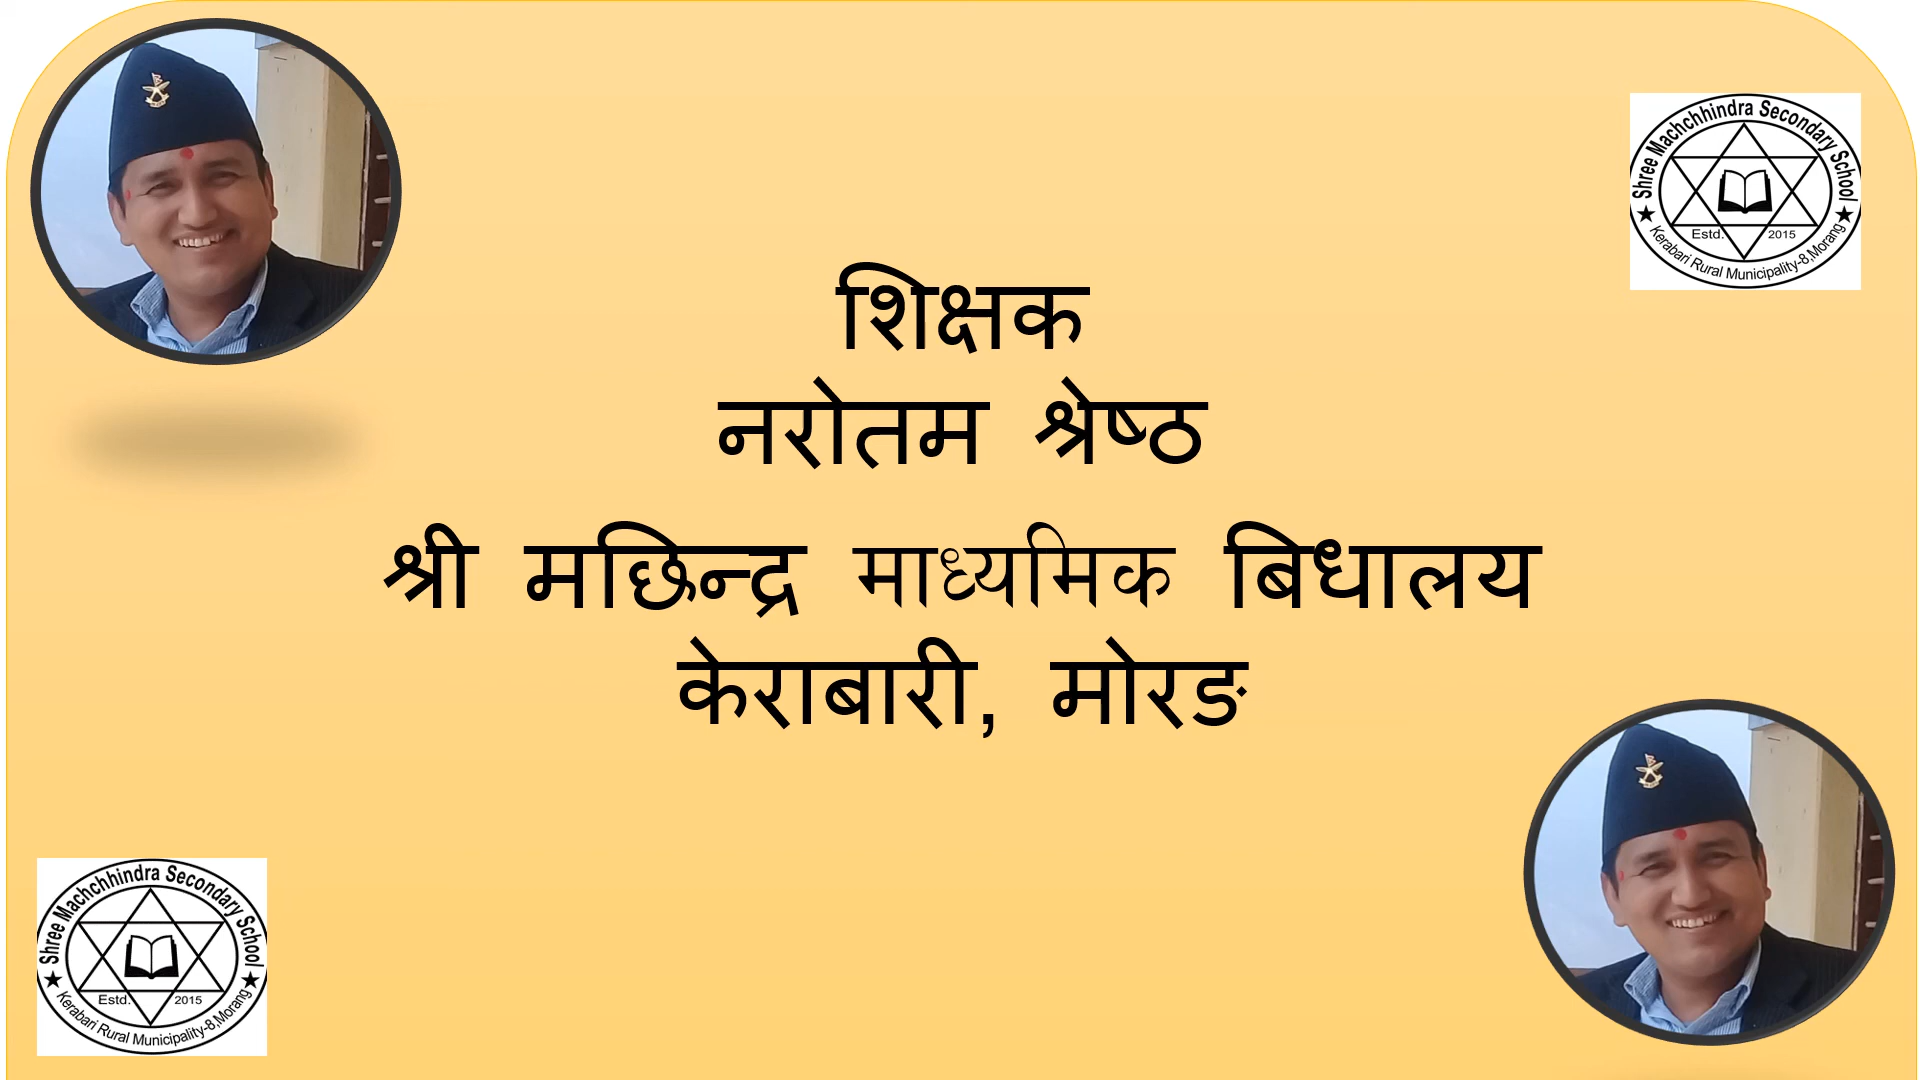 Shree Machchhindra Secondary School
Estd. 2015
Kerabari Rural Municipality-8,Morang
शिक्षक
नरोतम श्रेष्ठ
श्री मछिन्द्र माध्यमिक बिधालय
केराबारी, मोरङ
Shree Machchhindra Secondary School
Estd. 2015
Kerabari Rural Municipality-8,Morang